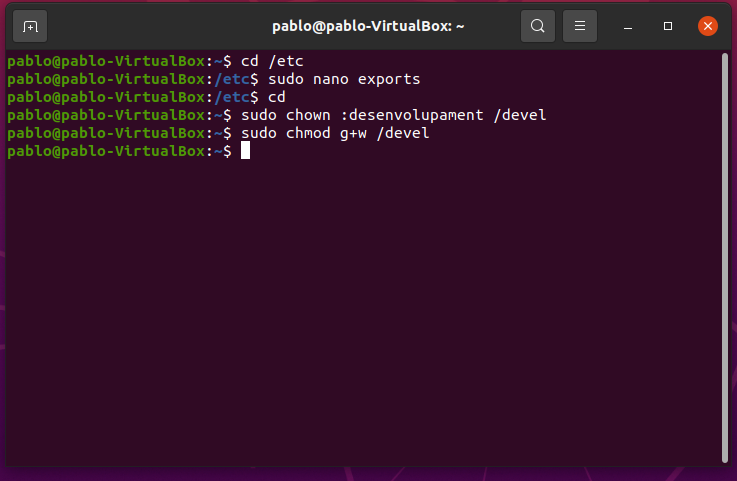 pablo@pablo-VirtualBox: ~
pablo@pablo-VirtualBox:~$ cd /etc
pablo@pablo-VirtualBox:/etc$ sudo nano exports
pablo@pablo-VirtualBox:/etc$ cd
pablo@pablo-VirtualBox:~$ sudo chown :desenvolupament /devel
pablo@pablo-VirtualBox:~$ sudo chmod g+w /devel
pablo@pablo-VirtualBox:~$